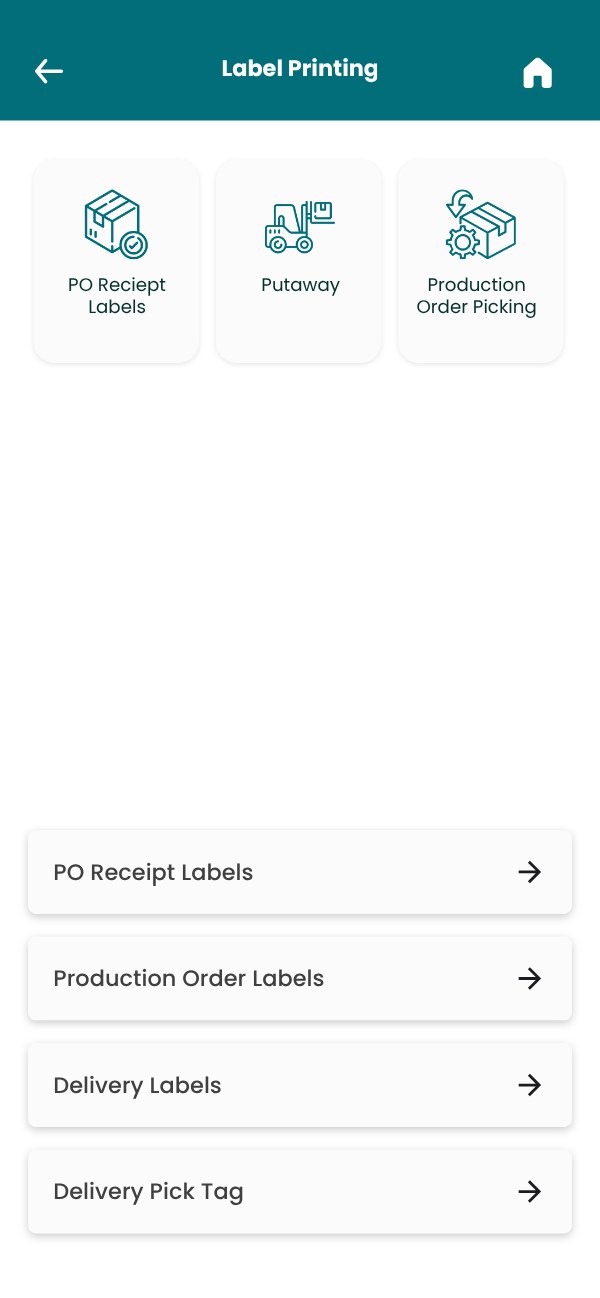 Label Printing
PO Reciept
Labels
Putaway
Production
Order Picking
PO Receipt Labels
Production Order Labels
Delivery Labels
Delivery Pick Tag